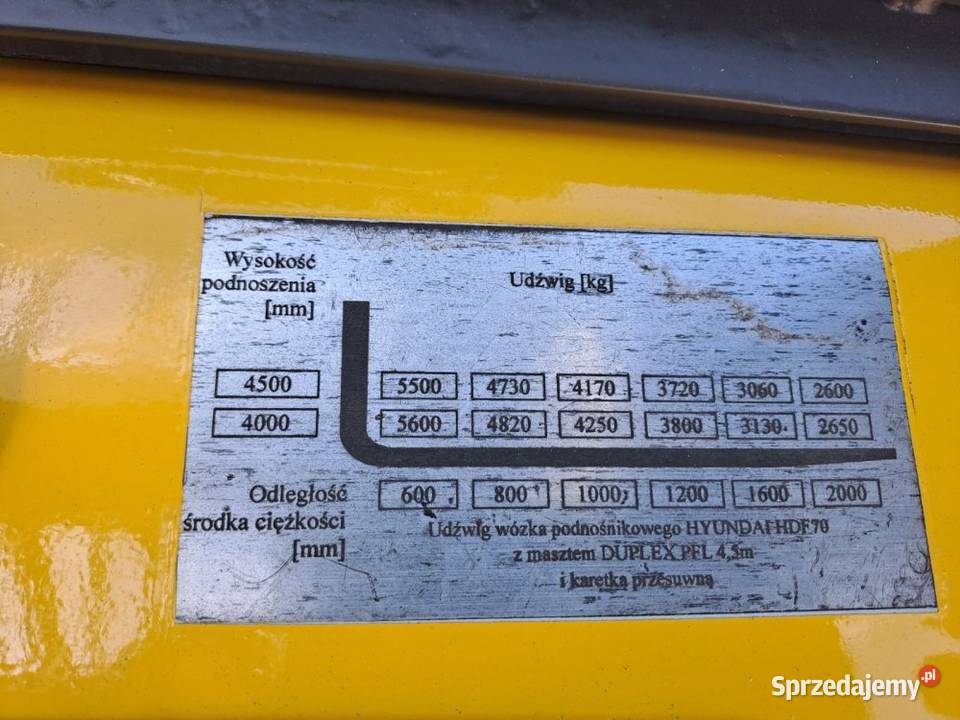 Wysokość
podnoszenia
[mm]
Udźwig [kg]
4500 5500 4730 4170 3720 3060 2600
4000 5600 4820 4250 3800 3130 2650
Odległość
środka ciężkości
[mm]
600 800 1000 1200 1600 2000
Udźwig wózka podnośnikowego HYUNDAI HDF70
z masztem DUPLEX PFL 4,5m
i karetką przesuwną
Sprzedajemy.pl